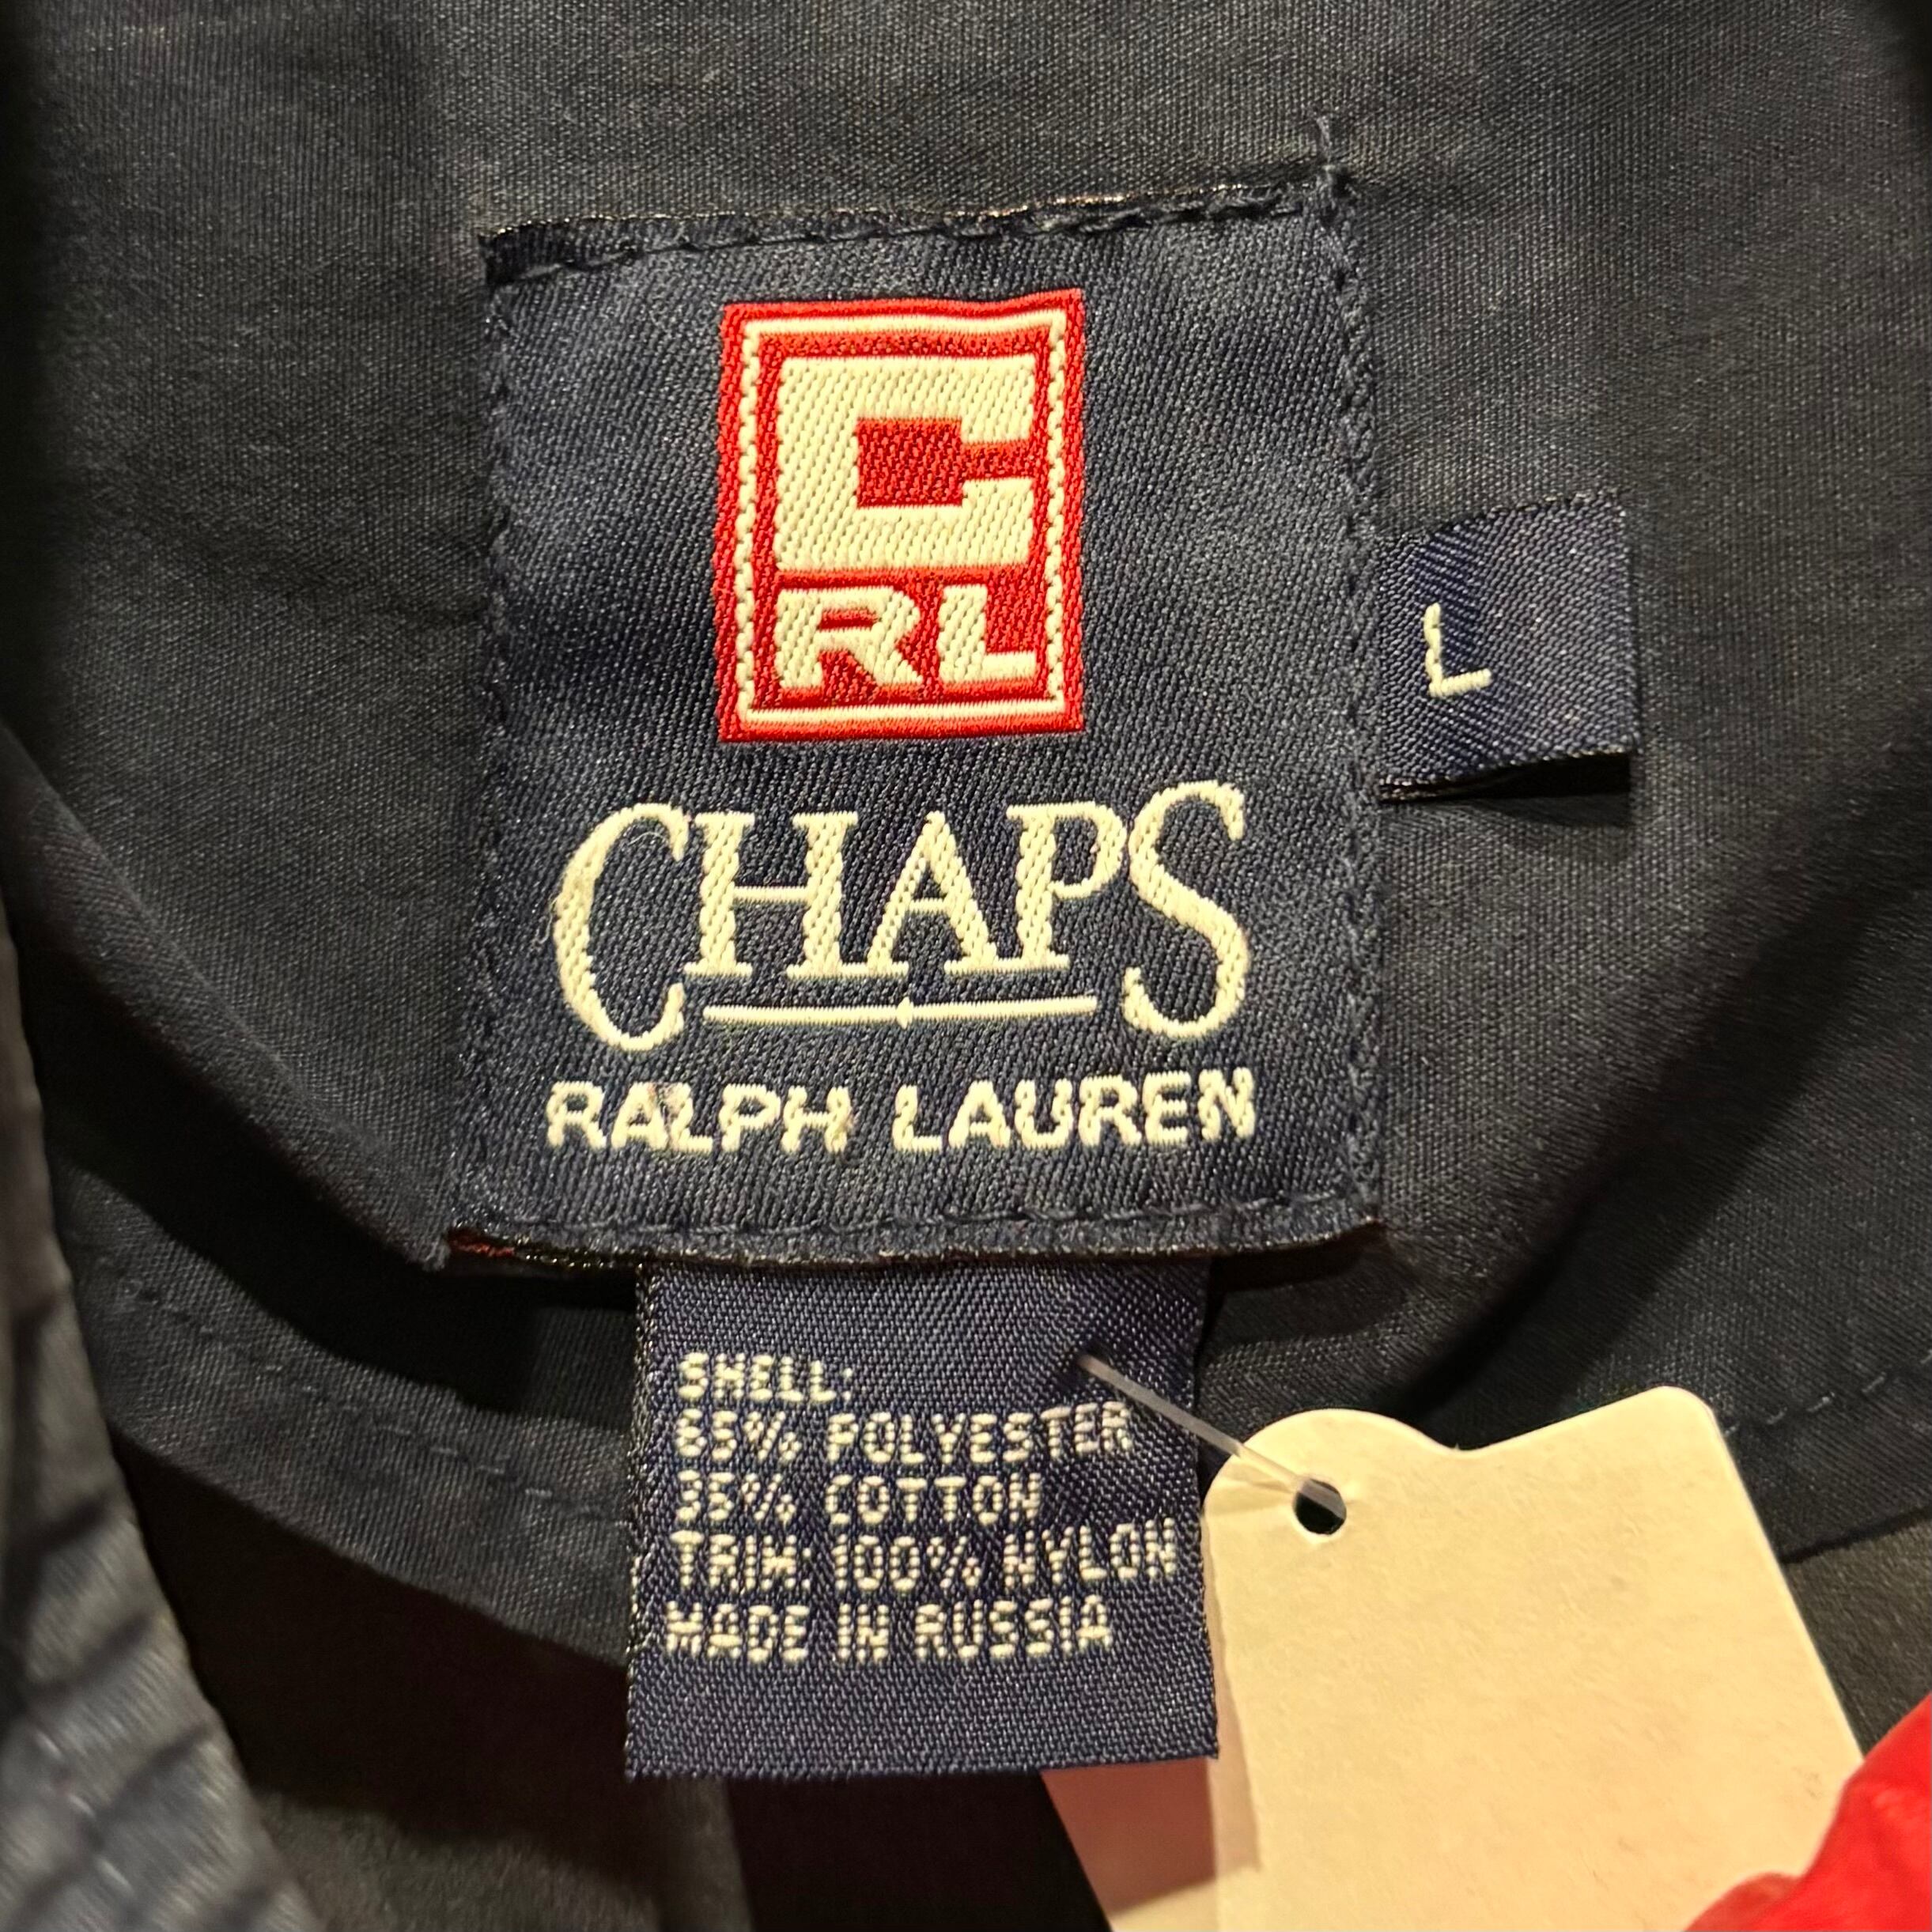 C
RL
CHAPS
RALPH LAUREN
L
SHELL:
65% POLYESTER
35% COTTON
TRIM: 100% NYLON
MADE IN RUSSIA